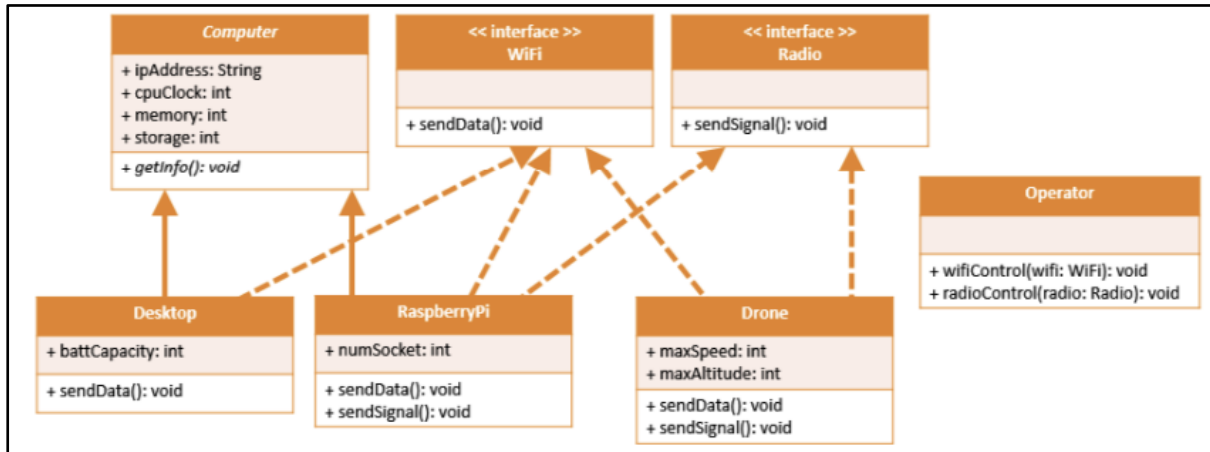 Computer
+ ipAddress: String
+ cpuClock: int
+ memory: int
+ storage: int
+ getInfo(): void
<< interface >>
WiFi
+ sendData(): void
<< interface >>
Radio
+ sendSignal(): void
Operator
+ wifiControl(wifi: WiFi): void
+ radioControl(radio: Radio): void
Desktop
+ battCapacity: int
+ sendData(): void
RaspberryPi
+ numSocket: int
+ sendData(): void
+ sendSignal(): void
Drone
+ maxSpeed: int
+ maxAltitude: int
+ sendData(): void
+ sendSignal(): void